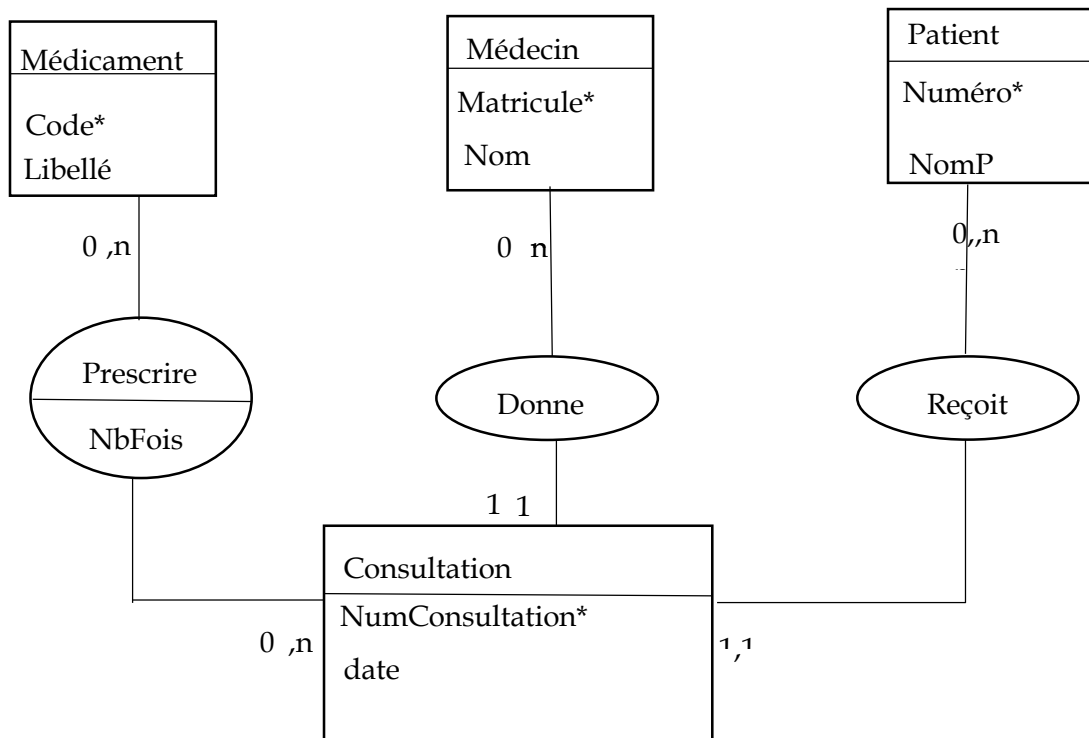 Médicament
Code*
Libellé
Médecin
Matricule*
Nom
Patient
Numéro*
NomP
0 ,n
0 n
0,,n
Prescrire
NbFois
Donne
Reçoit
1 1
Consultation
NumConsultation*
date
0 ,n
1,1